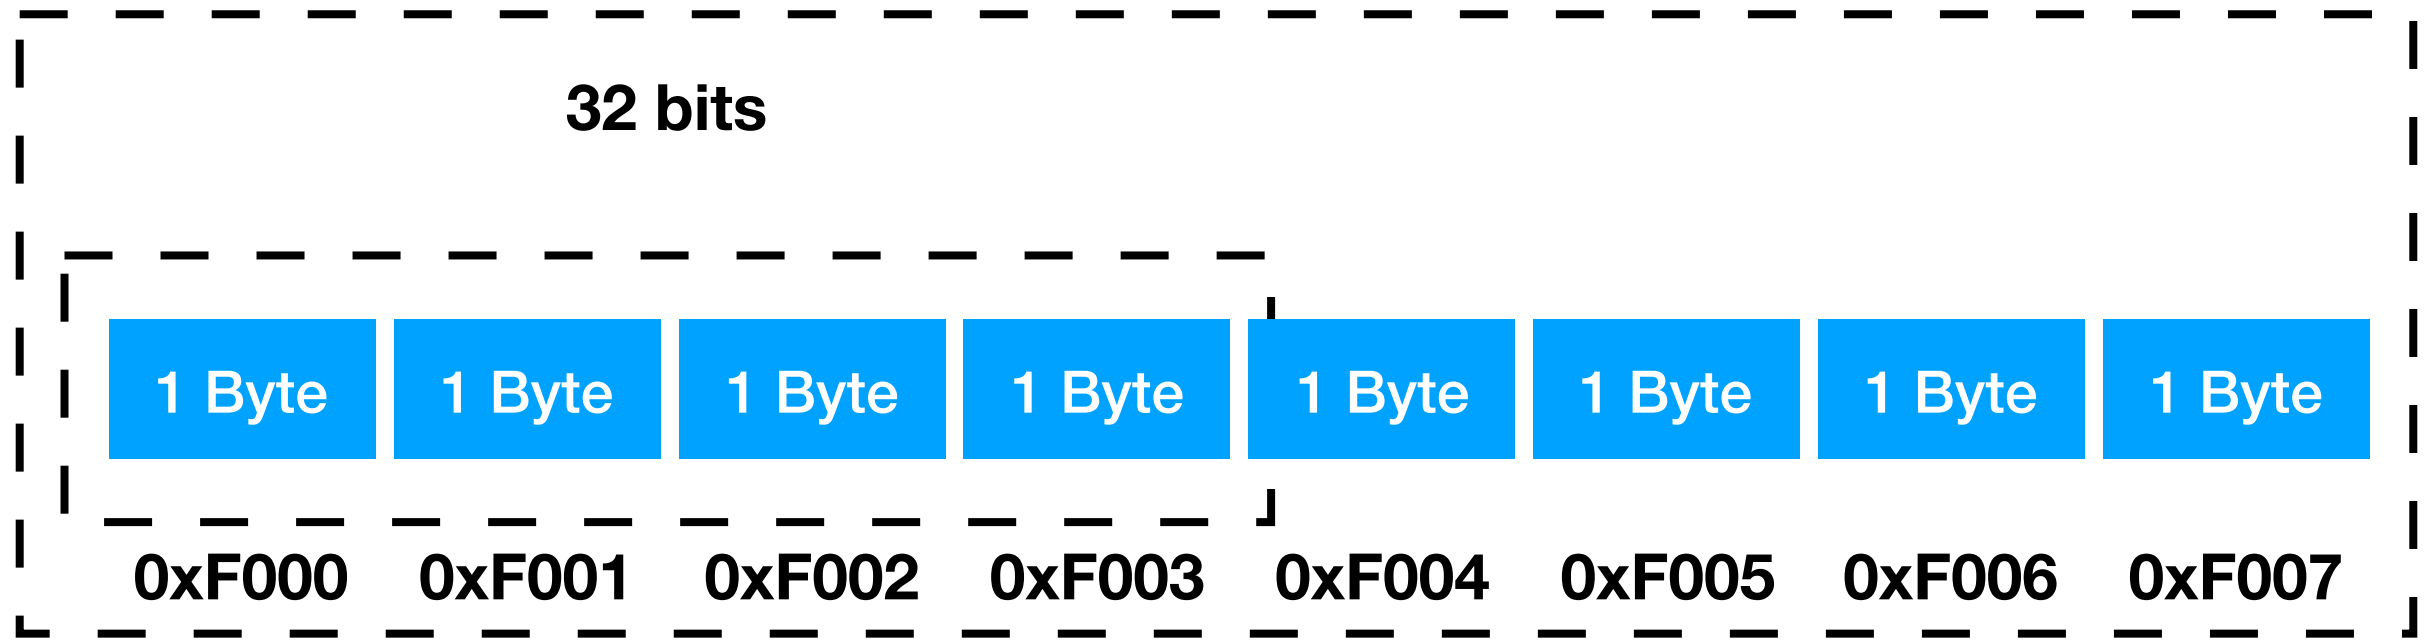 32 bits
1 Byte 1 Byte 1 Byte 1 Byte 1 Byte 1 Byte 1 Byte 1 Byte
0xF000 0xF001 0xF002 0xF003 0xF004 0xF005 0xF006 0xF007